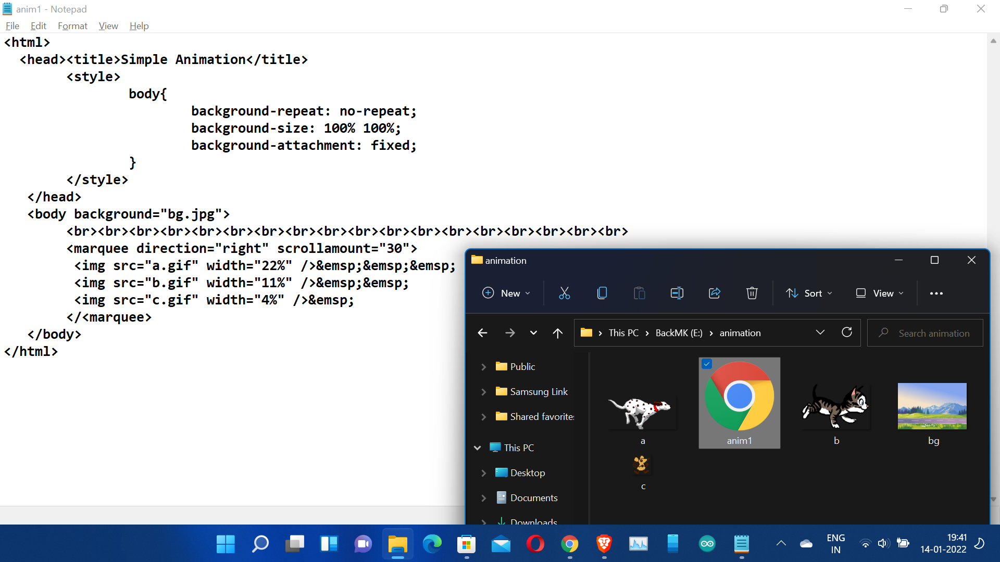 anim1 - Notepad
File Edit Format View Help
<html>
<head><title>Simple Animation</title>
<style>
body{
background-repeat: no-repeat;
background-size: 100% 100%;
background-attachment: fixed;
}
</style>
</head>
<body background="bg.jpg">
<br><br><br><br><br><br><br><br><br><br><br><br><br><br><br><br><br><br>
<marquee direction="right" scrollamount="30">
<img src="a.gif" width="22%" />&emsp;&emsp;&emsp;
<img src="b.gif" width="11%" />&emsp;&emsp;
<img src="c.gif" width="4%" />&emsp;
</<marquee>
</body>
</html>
animation
New Sort View
This PC > BackMK (E:) > animation
Search animation
Public
Samsung Link
Shared favorites
This PC
Desktop
Documents
Downloads
a
anim1
b
bg
c
ENG
IN
19:41
14-01-2022